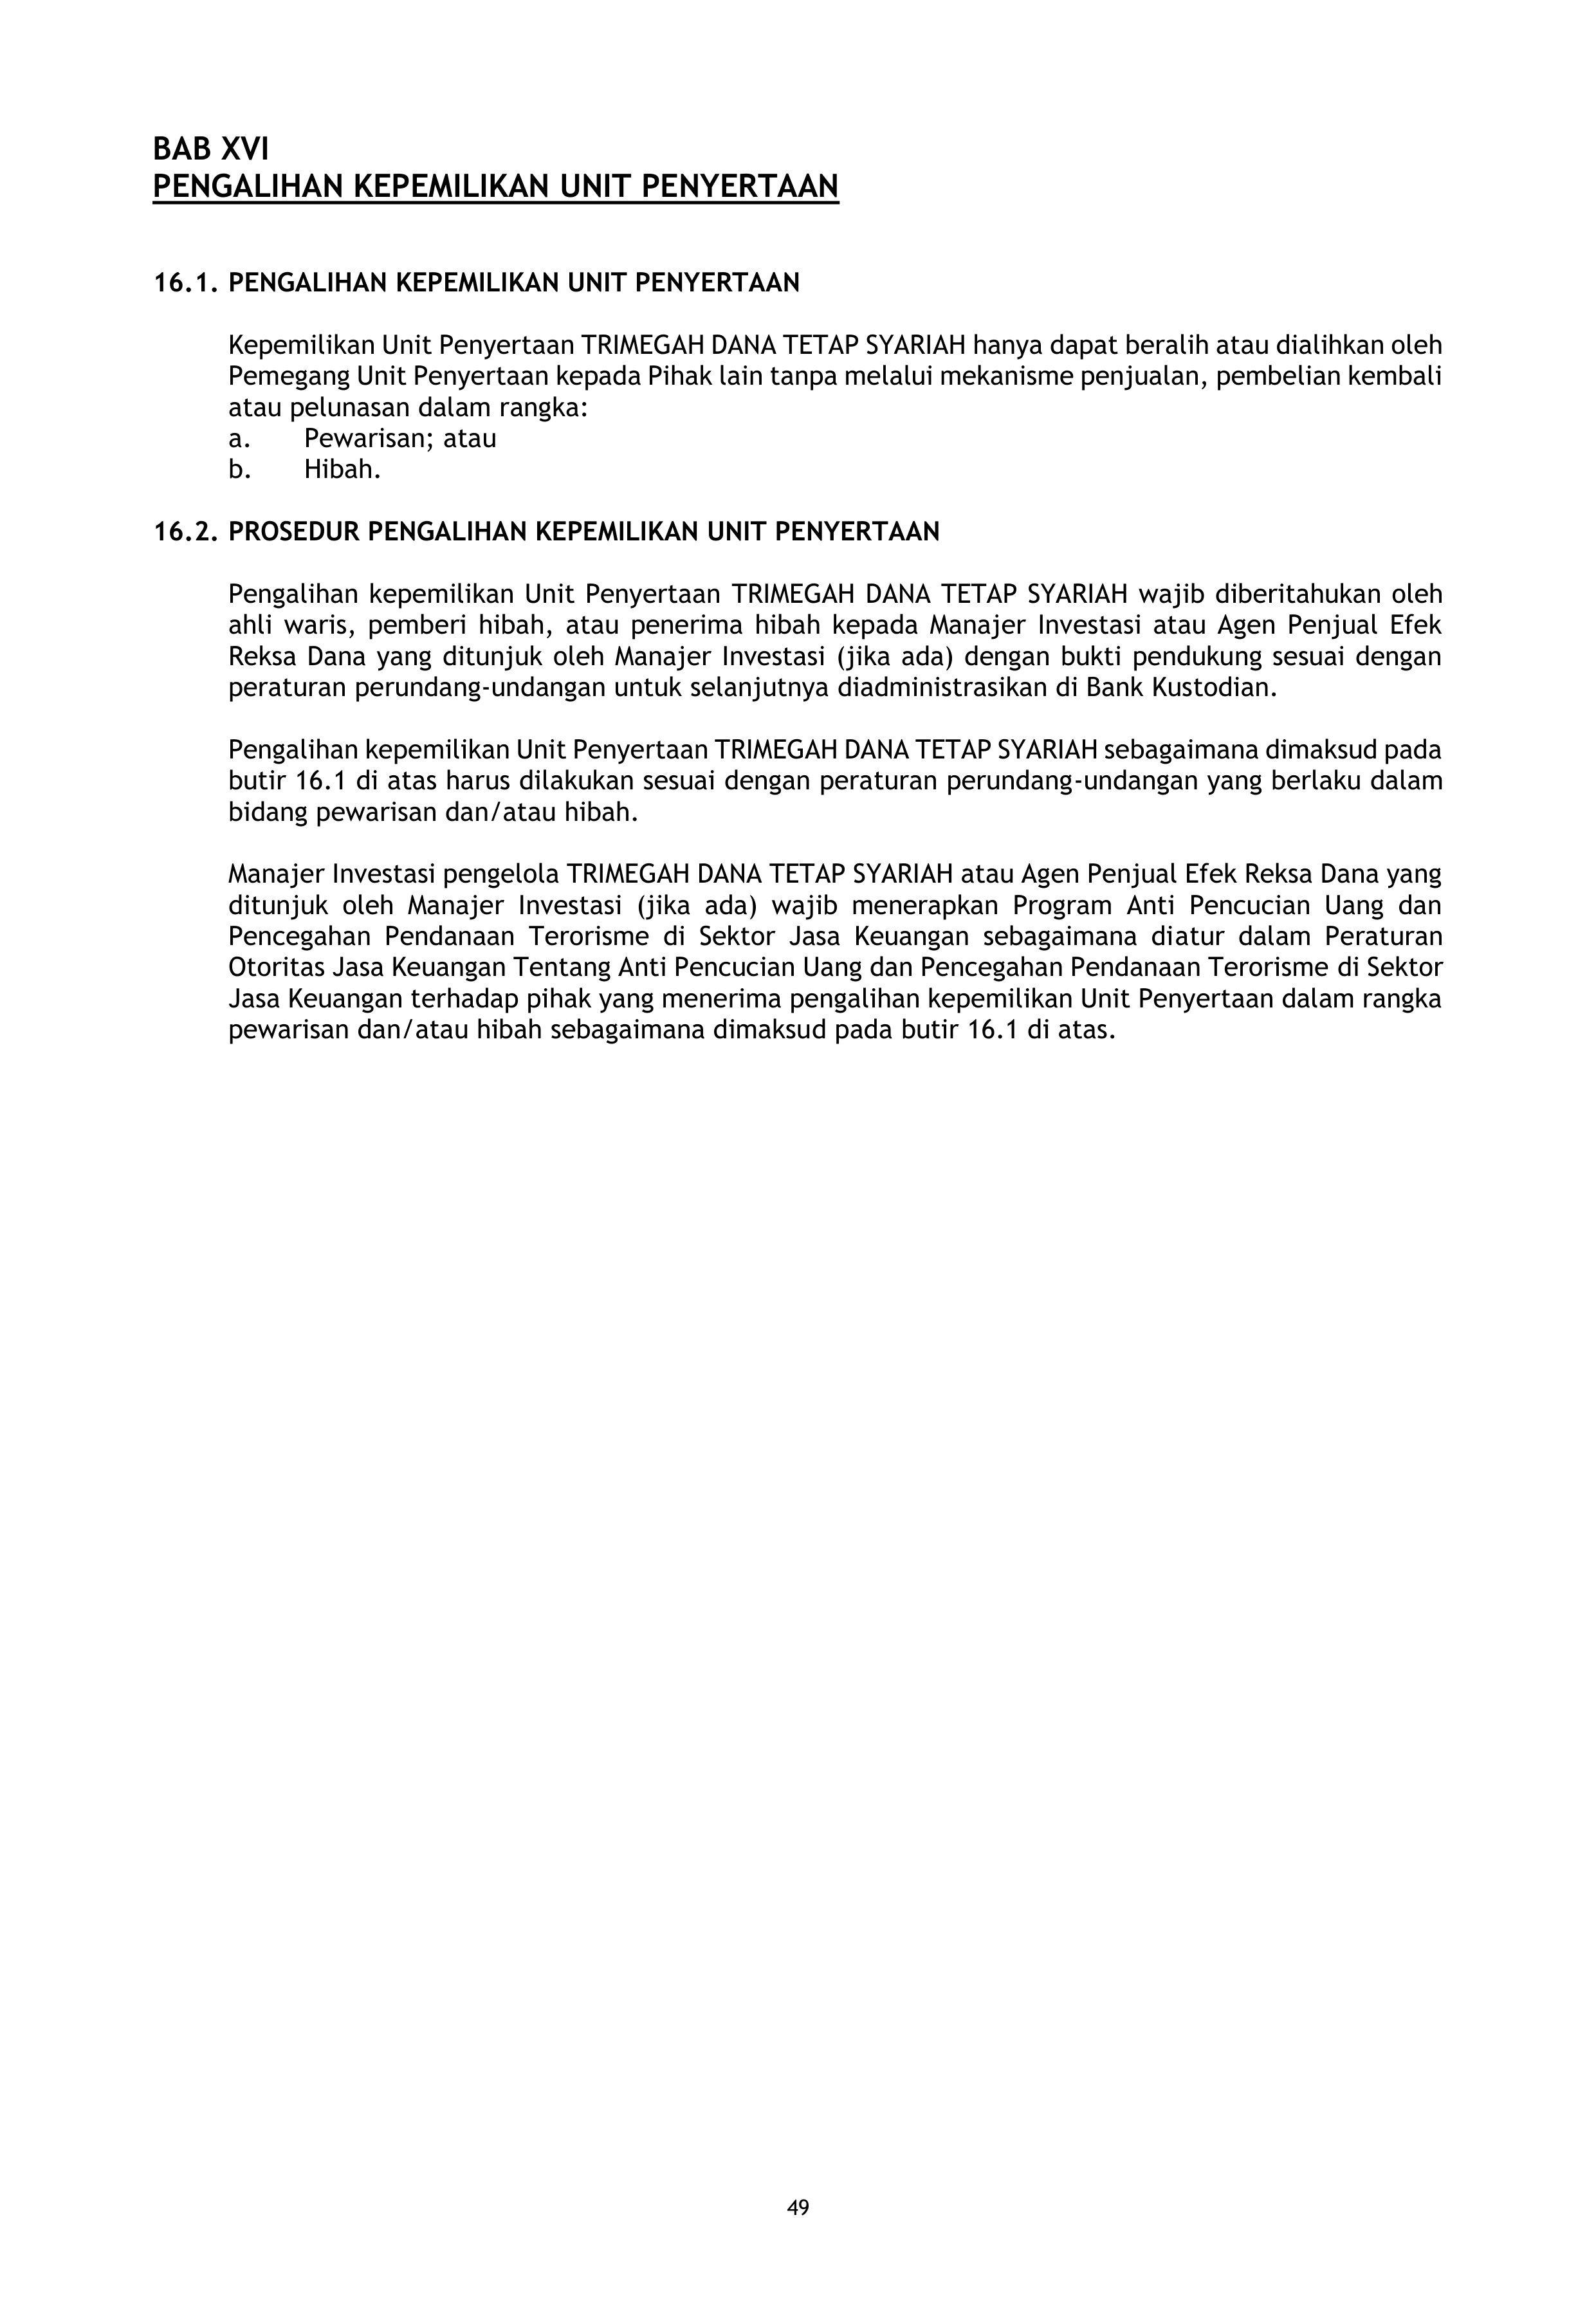 BAB XVI
PENGALIHAN KEPEMILIKAN UNIT PENYERTAAN
16.1. PENGALIHAN KEPEMILIKAN UNIT PENYERTAAN
Kepemilikan Unit Penyertaan TRIMEGAH DANA TETAP SYARIAH hanya dapat beralih atau dialihkan oleh
Pemegang Unit Penyertaan kepada Pihak lain tanpa melalui mekanisme penjualan, pembelian kembali
atau pelunasan dalam rangka:
a. Pewarisan; atau
b. Hibah.
16.2. PROSEDUR PENGALIHAN KEPEMILIKAN UNIT PENYERTAAN
Pengalihan kepemilikan Unit Penyertaan TRIMEGAH DANA TETAP SYARIAH wajib diberitahukan oleh
ahli waris, pemberi hibah, atau penerima hibah kepada Manajer Investasi atau Agen Penjual Efek
Reksa Dana yang ditunjuk oleh Manajer Investasi (jika ada) dengan bukti pendukung sesuai dengan
peraturan perundang-undangan untuk selanjutnya diadministrasikan di Bank Kustodian.
Pengalihan kepemilikan Unit Penyertaan TRIMEGAH DANA TETAP SYARIAH sebagaimana dimaksud pada
butir 16.1 di atas harus dilakukan sesuai dengan peraturan perundang-undangan yang berlaku dalam
bidang pewarisan dan/atau hibah.
Manajer Investasi pengelola TRIMEGAH DANA TETAP SYARIAH atau Agen Penjual Efek Reksa Dana yang
ditunjuk oleh Manajer Investasi (jika ada) wajib menerapkan Program Anti Pencucian Uang dan
Pencegahan Pendanaan Terorisme di Sektor Jasa Keuangan sebagaimana diatur dalam Peraturan
Otoritas Jasa Keuangan Tentang Anti Pencucian Uang dan Pencegahan Pendanaan Terorisme di Sektor
Jasa Keuangan terhadap pihak yang menerima pengalihan kepemilikan Unit Penyertaan dalam rangka
pewarisan dan/atau hibah sebagaimana dimaksud pada butir 16.1 di atas.
49